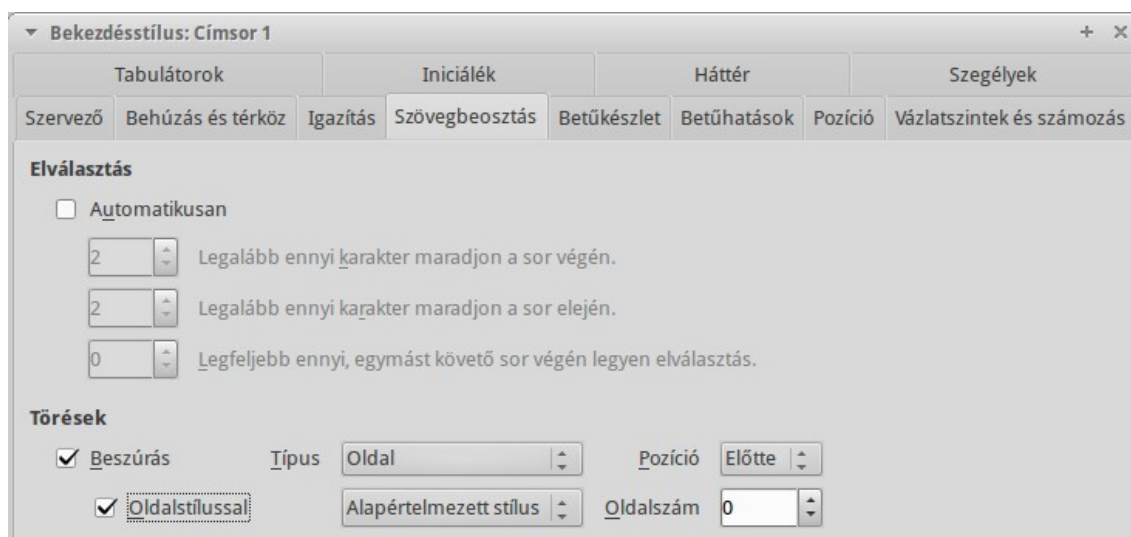 Bekezdésstílus: Címsor 1
Tabulátorok Iniciálék Háttér Szegélyek
Szervező Behúzás és térköz Igazítás Szövegbeosztás Betűkészlet Betűhatások Pozíció Vázlatszintek és számozás
Elválasztás
Automatikusan
2 Legalább ennyi karakter maradjon a sor végén.
2 Legalább ennyi karakter maradjon a sor elején.
0 Legfeljebb ennyi, egymást követő sor végén legyen elválasztás.
Törések
Beszúrás Típus Oldal Pozíció Előtte
Oldalstílussal Alapértelmezett stílus Oldalszám 0